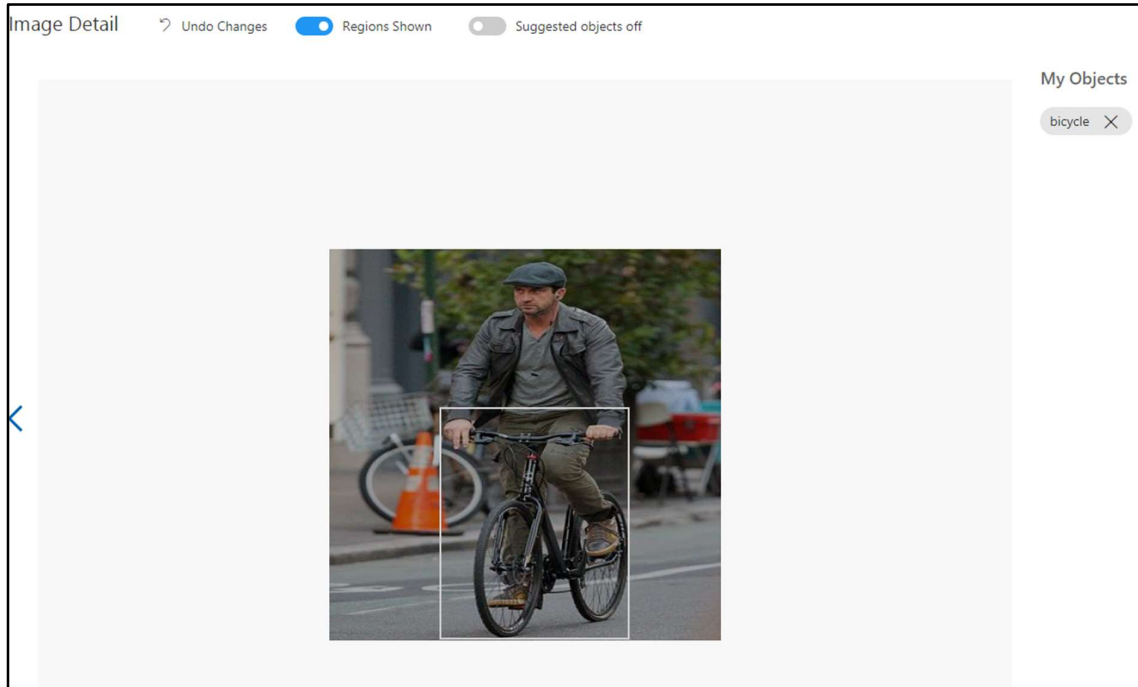 Image Detail Undo Changes Regions Shown Suggested objects off
My Objects
bicycle